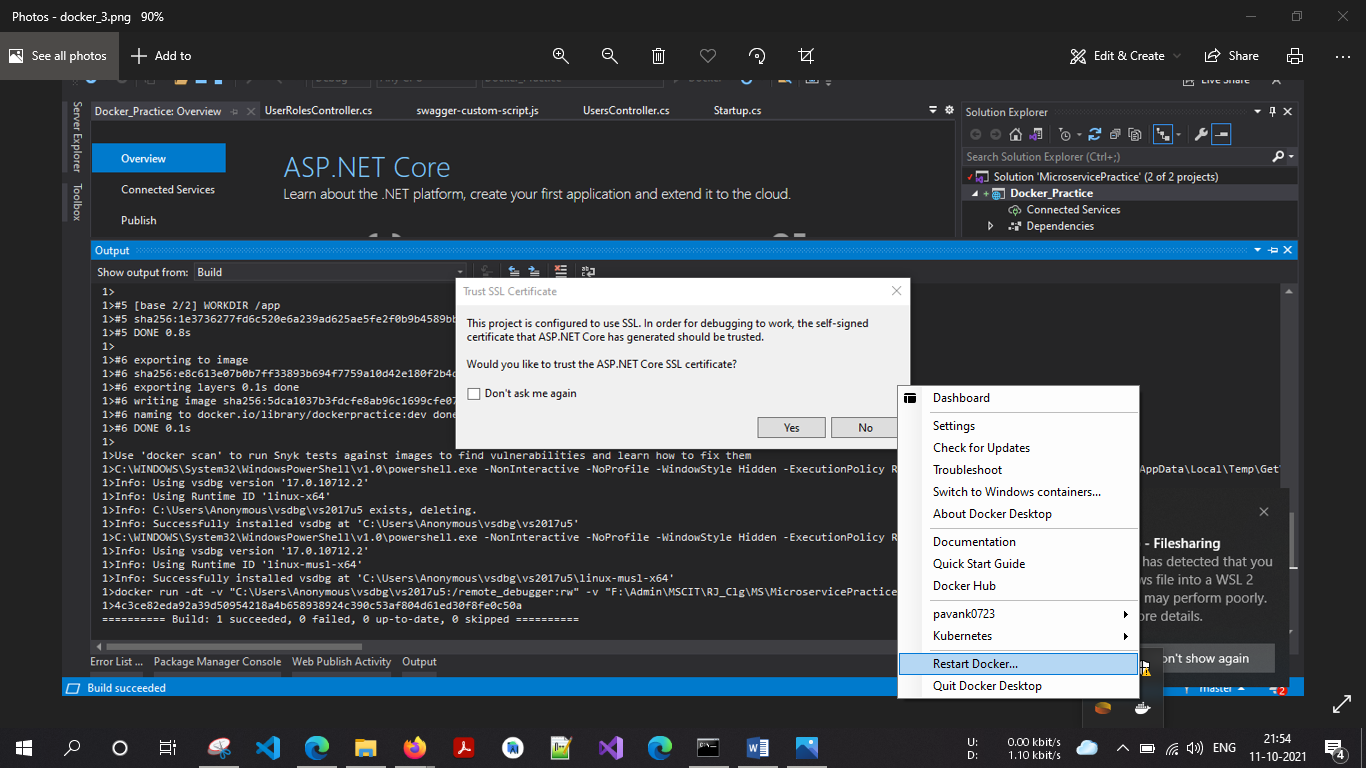 Photos - docker_3.png 90%
See all photos
Add to
Edit & Create
Share
Live Share
Server Explorer
Toolbox
Docker_Practice: Overview
UserRolesController.cs
swagger-custom-script.js
UsersController.cs
Startup.cs
Overview
Connected Services
Publish
ASP.NET Core
Learn about the .NET platform, create your first application and extend it to the cloud.
Solution Explorer
Search Solution Explorer (Ctrl+;)
Solution 'MicroservicePractice' (2 of 2 projects)
Docker_Practice
Connected Services
Dependencies
Output
Show output from: Build
1>
1>#5 [base 2/2] WORKDIR /app
1>#5 sha256:1e3736277fd6c520e6a239ad625ae5fe2f0b9b4589bb
1>#5 DONE 0.8s
1>
1>#6 exporting to image
1>#6 sha256:e8c613e07b0b7ff33893b694f7759a10d42e180f2b4c
1>#6 exporting layers 0.1s done
1>#6 writing image sha256:5dca1037b3fdcfe8ab96c1699cfe07
1>#6 naming to docker.io/library/dockerpractice:dev done
1>#6 DONE 0.1s
1>
1>Use 'docker scan' to run Snyk tests against images to find vulnerabilities and learn how to fix them
1>C:\WINDOWS\System32\WindowsPowerShell\v1.0\powershell.exe -NonInteractive -NoProfile -WindowStyle Hidden -ExecutionPolicy R
AppData\Local\Temp\Get
1>Info: Using vsdbg version '17.0.10712.2'
1>Info: Using Runtime ID 'linux-x64'
1>Info: C:\Users\Anonymous\vsdbg\vs2017u5 exists, deleting.
1>Info: Successfully installed vsdbg at 'C:\Users\Anonymous\vsdbg\vs2017u5'
1>C:\WINDOWS\System32\WindowsPowerShell\v1.0\powershell.exe -NonInteractive -NoProfile -WindowStyle Hidden -ExecutionPolicy R
1>Info: Using vsdbg version '17.0.10712.2'
1>Info: Using Runtime ID 'linux-musl-x64'
1>Info: Successfully installed vsdbg at 'C:\Users\Anonymous\vsdbg\vs2017u5\linux-musl-x64'
1>docker run -dt -v "C:\Users\Anonymous\vsdbg\vs2017u5:/remote_debugger:rw" -v "F:\Admin\MSCIT\RJ_Clg\MS\MicroservicePractice
1>4c3ce82eda92a39d50954218a4b658938924c390c53af804d61ed30f8fe0c50a
========== Build: 1 succeeded, 0 failed, 0 up-to-date, 0 skipped ==========
Trust SSL Certificate
This project is configured to use SSL. In order for debugging to work, the self-signed
certificate that ASP.NET Core has generated should be trusted.
Would you like to trust the ASP.NET Core SSL certificate?
Don't ask me again
Yes
No
Dashboard
Settings
Check for Updates
Troubleshoot
Switch to Windows containers...
About Docker Desktop
Documentation
Quick Start Guide
Docker Hub
pavank0723
Kubernetes
Restart Docker...
Quit Docker Desktop
- Filesharing
has detected that you
ws file into a WSL 2
may perform poorly.
ore details.
on't show again
Error List ...
Package Manager Console
Web Publish Activity
Output
Build succeeded
master
2
U: 0.00 kbit/s
D: 1.10 kbit/s
ENG
21:54
11-10-2021
4